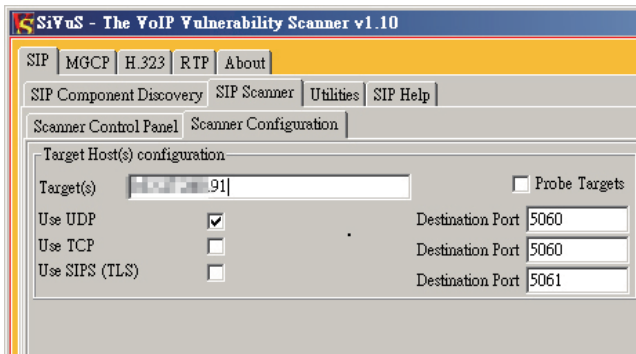 SiVuS - The VoIP Vulnerability Scanner v1.10
SIP MGCP H.323 RTP About
SIP Component Discovery SIP Scanner Utilities SIP Help
Scanner Control Panel Scanner Configuration
Target Host(s) configuration
Target(s) .91 Probe Targets
Use UDP Destination Port 5060
Use TCP Destination Port 5060
Use SIPS (TLS) Destination Port 5061